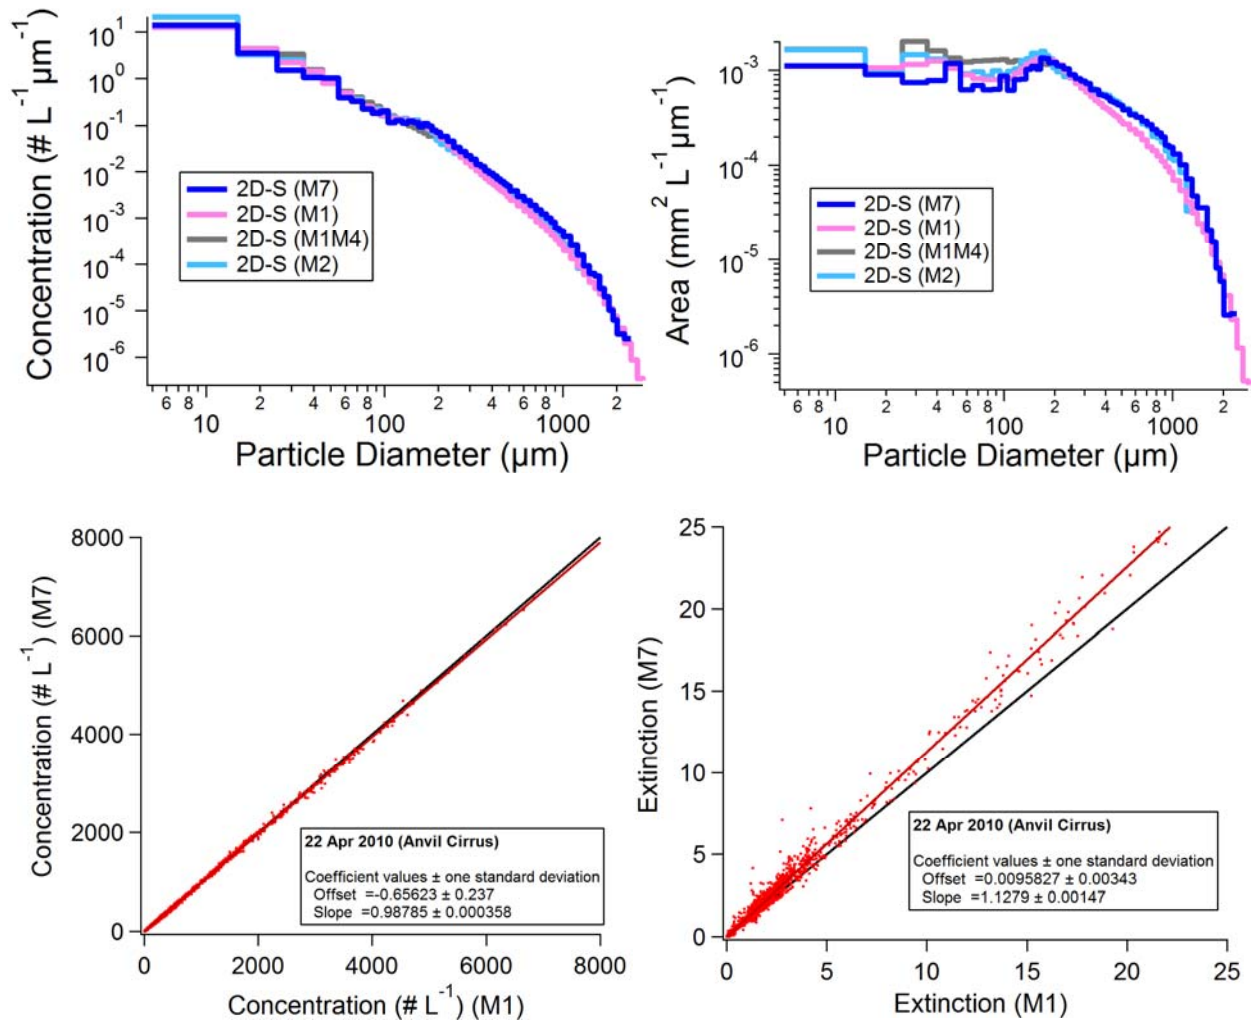 Concentration (# L⁻¹ µm⁻¹)
10¹
10⁰
10⁻¹
10⁻²
10⁻³
10⁻⁴
10⁻⁵
10⁻⁶
2D-S (M7)
2D-S (M1)
2D-S (M1M4)
2D-S (M2)
6 8 2 4 6 8 2 4 6 8 2
10 100 1000
Particle Diameter (µm)
Area (mm² L⁻¹ µm⁻¹)
10⁻³
10⁻⁴
10⁻⁵
10⁻⁶
2D-S (M7)
2D-S (M1)
2D-S (M1M4)
2D-S (M2)
6 8 2 4 6 8 2 4 6 8 2
10 100 1000
Particle Diameter (µm)
Concentration (# L⁻¹) (M7)
8000
6000
4000
2000
0
22 Apr 2010 (Anvil Cirrus)
Coefficient values ± one standard deviation
Offset =-0.65623 ± 0.237
Slope =0.98785 ± 0.000358
0 2000 4000 6000 8000
Concentration (# L⁻¹) (M1)
Extinction (M7)
25
20
15
10
5
0
22 Apr 2010 (Anvil Cirrus)
Coefficient values ± one standard deviation
Offset =0.0095827 ± 0.00343
Slope =1.1279 ± 0.00147
0 5 10 15 20 25
Extinction (M1)